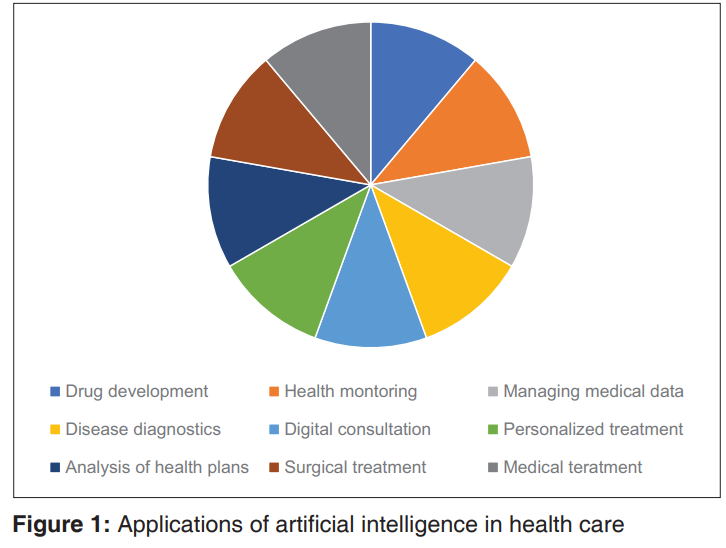 Drug development
Health montoring
Managing medical data
Disease diagnostics
Digital consultation
Personalized treatment
Analysis of health plans
Surgical treatment
Medical teratment
Figure 1: Applications of artificial intelligence in health care